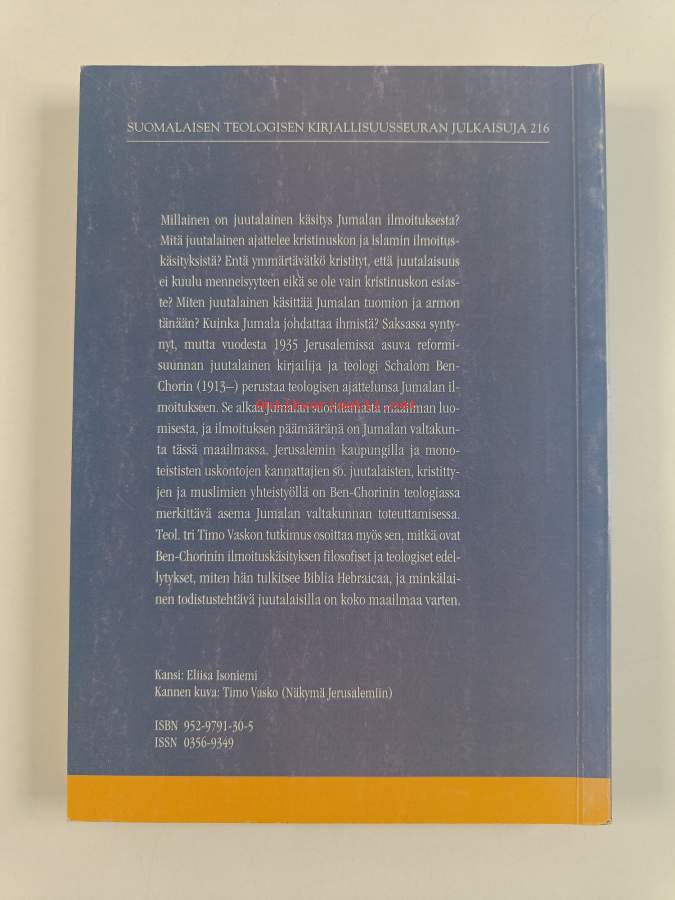 SUOMALAISEN TEOLOGISEN KIRJALLISUUSSEURAN JULKAISUJA 216
Millainen on juutalainen käsitys Jumalan ilmoituksesta?
Mitä juutalainen ajattelee kristinuskon ja islamin ilmoitus-
käsityksistä? Entä ymmärtävätkö kristityt, että juutalaisuus
ei kuulu menneisyyteen eikä se ole vain kristinuskon esias-
te? Miten juutalainen käsittää Jumalan tuomion ja armon
tänään? Kuinka Jumala johdattaa ihmistä? Saksassa synty-
nyt, mutta vuodesta 1935 Jerusalemissa asuva reformi-
suunnan juutalainen kirjailija ja teologi Schalom Ben-
Chorin (1913–) perustaa teologisen ajattelunsa Jumalan il-
moitukseen. Se alkaa Jumalan suorittamasta maailman luo-
misesta, ja ilmoituksen päämääränä on Jumalan valtakun-
ta tässä maailmassa. Jerusalemin kaupungilla ja mono-
teististen uskontojen kannattajien so. juutalaisten, kristitty-
jen ja muslimien yhteistyöllä on Ben-Chorinin teologiassa
merkittävä asema Jumalan valtakunnan toteuttamisessa.
Teol. tri Timo Vaskon tutkimus osoittaa myös sen, mitkä ovat
Ben-Chorinin ilmoituskäsityksen filosofiset ja teologiset edel-
lytykset, miten hän tulkitsee Biblia Hebraicaa, ja minkälai-
nen todistustehtävä juutalaisilla on koko maailmaa varten.
Kansi: Eliisa Isoniemi
Kannen kuva: Timo Vasko (Näkymä Jerusalemiin)
ISBN 952-9791-30-5
ISSN 0356-9349